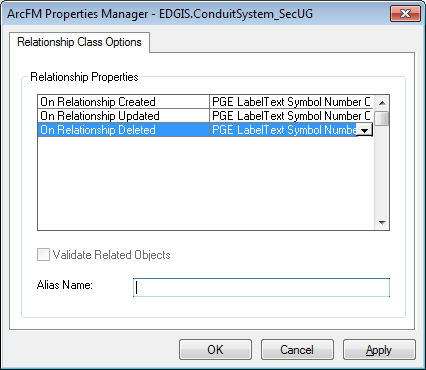 ArcFM Properties Manager - EDGIS.ConduitSystem_SecUG
Relationship Class Options
Relationship Properties
On Relationship Created PGE LabelText Symbol Number C
On Relationship Updated PGE LabelText Symbol Number C
On Relationship Deleted PGE LabelText Symbol Numbe
Validate Related Objects
Alias Name:
OK Cancel Apply